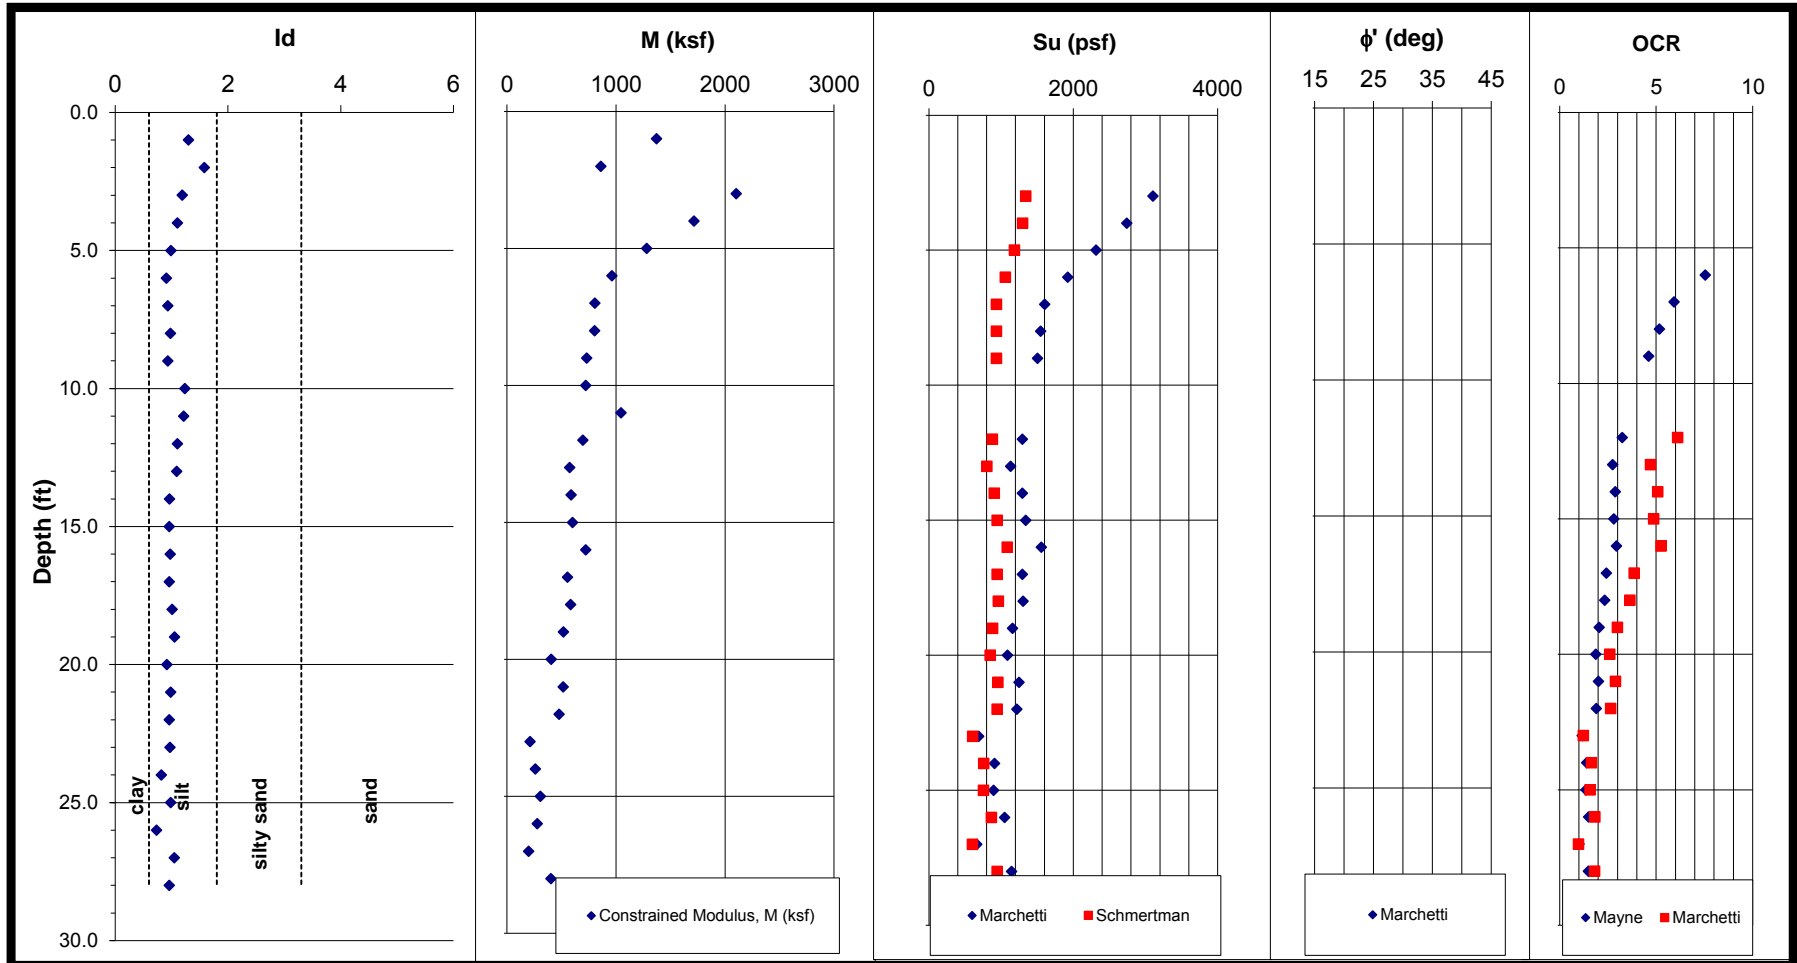 Id
M (ksf)
Su (psf)
ϕ' (deg)
OCR
0 2 4 6
0 1000 2000 3000
0 2000 4000
15 25 35 45
0 5 10
0.0
5.0
10.0
15.0
20.0
25.0
30.0
Depth (ft)
clay
silt
silty sand
sand
Constrained Modulus, M (ksf)
Marchetti Schmertman
Marchetti
Mayne Marchetti